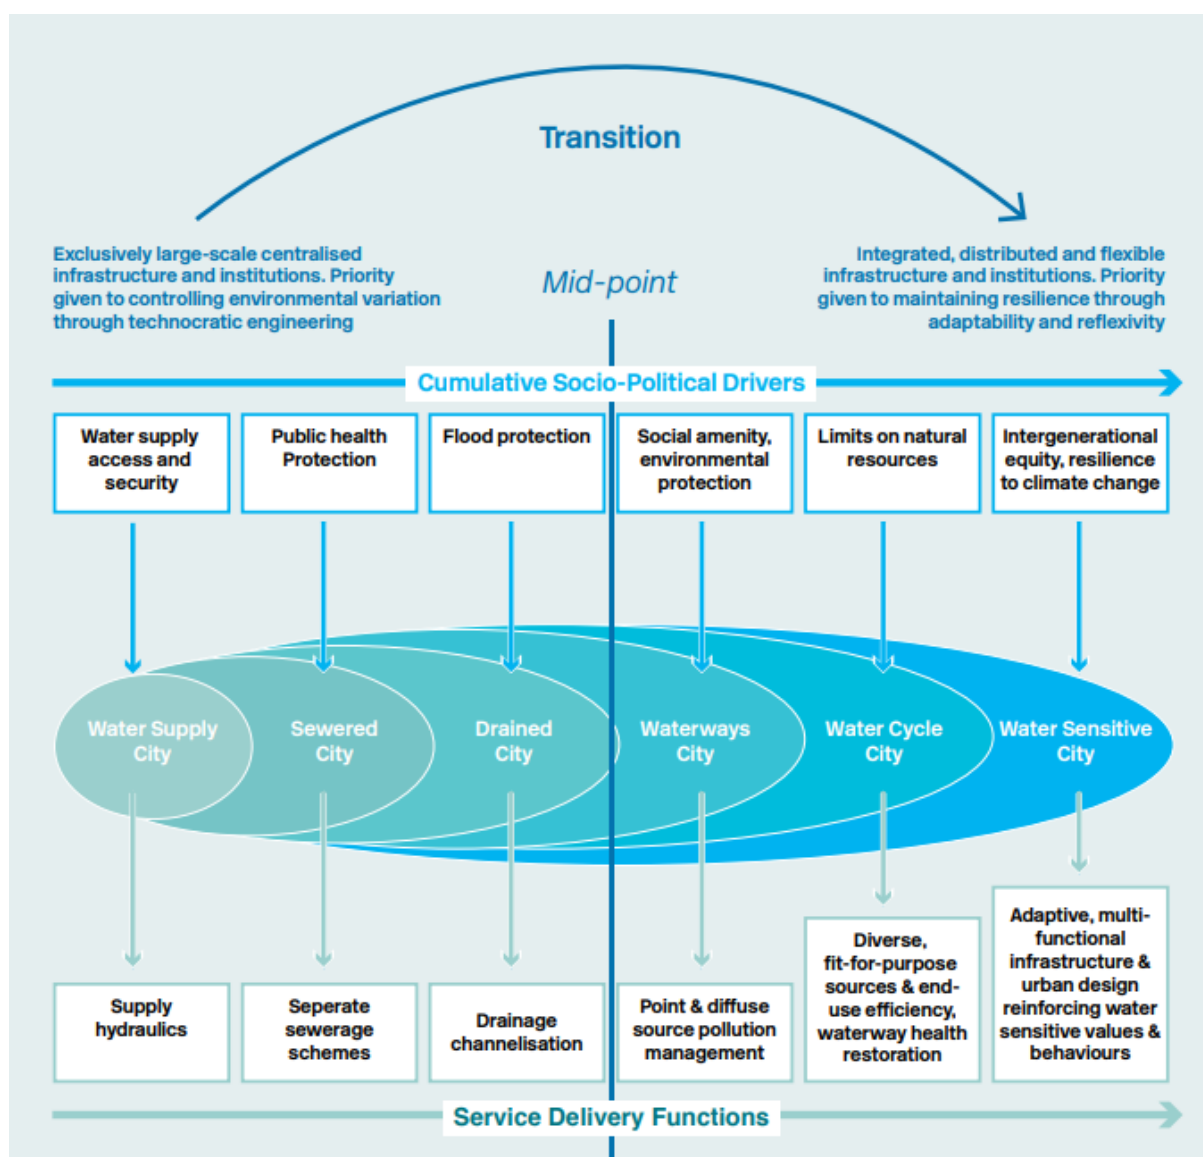 Transition
Exclusively large-scale centralised
infrastructure and institutions. Priority
given to controlling environmental variation
through technocratic engineering
Mid-point
Integrated, distributed and flexible
infrastructure and institutions. Priority
given to maintaining resilience through
adaptability and reflexivity
Cumulative Socio-Political Drivers
Water supply
access and
security
Public health
Protection
Flood protection
Social amenity,
environmental
protection
Limits on natural
resources
Intergenerational
equity, resilience
to climate change
Water Supply
City
Sewered
City
Drained
City
Waterways
City
Water Cycle
City
Water Sensitive
City
Supply
hydraulics
Seperate
sewerage
schemes
Drainage
channelisation
Point & diffuse
source pollution
management
Diverse,
fit-for-purpose
sources & end-
use efficiency,
waterway health
restoration
Adaptive, multi-
functional
infrastructure &
urban design
reinforcing water
sensitive values &
behaviours
Service Delivery Functions